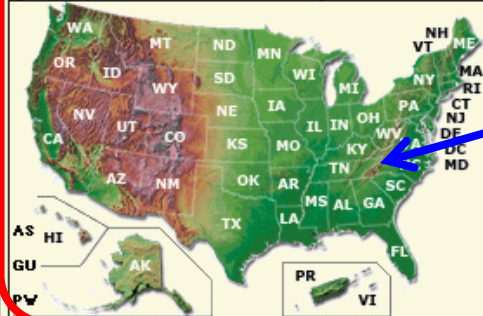 WA MT ND MN NH VT ME
OR ID SD WI MI NY MA
RI
WY NE IA PA CT
NV UT CO IL IN OH NJ
WV DE
CA KS MO KY DC
MD
AZ NM OK AR TN
SC
MS AL GA
TX LA
AS HI
FL
GU AK PR
PW VI